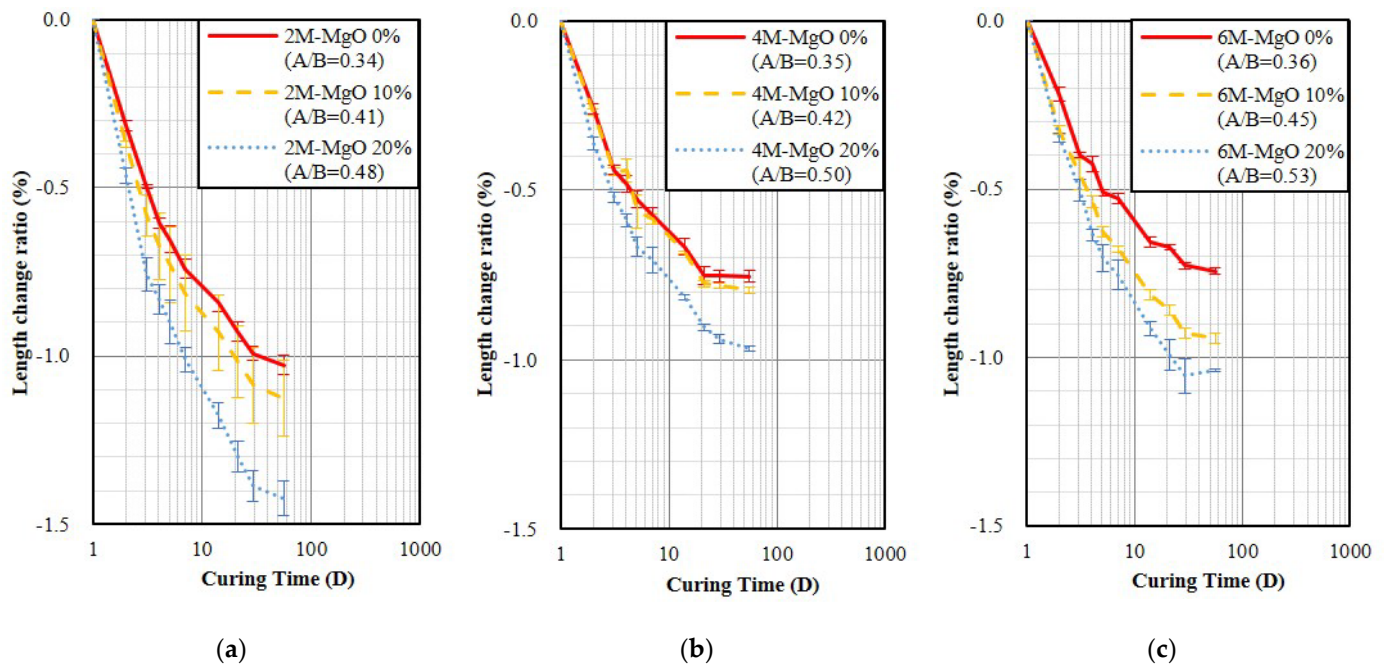 0.0
-0.5
-1.0
-1.5
Length change ratio (%)
2M-MgO 0%
(A/B=0.34)
2M-MgO 10%
(A/B=0.41)
2M-MgO 20%
(A/B=0.48)
1 10 100 1000
Curing Time (D)
(a)
0.0
-0.5
-1.0
-1.5
Length change ratio (%)
4M-MgO 0%
(A/B=0.35)
4M-MgO 10%
(A/B=0.42)
4M-MgO 20%
(A/B=0.50)
1 10 100 1000
Curing Time (D)
(b)
0.0
-0.5
-1.0
-1.5
Length change ratio (%)
6M-MgO 0%
(A/B=0.36)
6M-MgO 10%
(A/B=0.45)
6M-MgO 20%
(A/B=0.53)
1 10 100 1000
Curing Time (D)
(c)